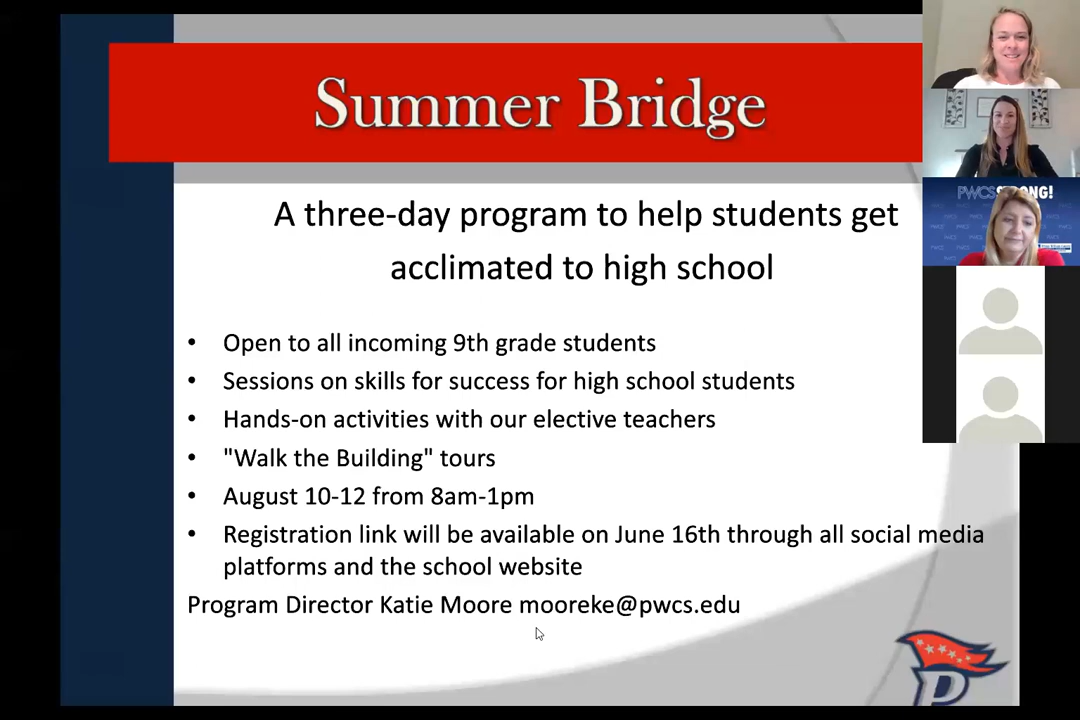 Summer Bridge
A three-day program to help students get
acclimated to high school
• Open to all incoming 9th grade students
• Sessions on skills for success for high school students
• Hands-on activities with our elective teachers
• "Walk the Building" tours
• August 10-12 from 8am-1pm
• Registration link will be available on June 16th through all social media
platforms and the school website
Program Director Katie Moore mooreke@pwcs.edu